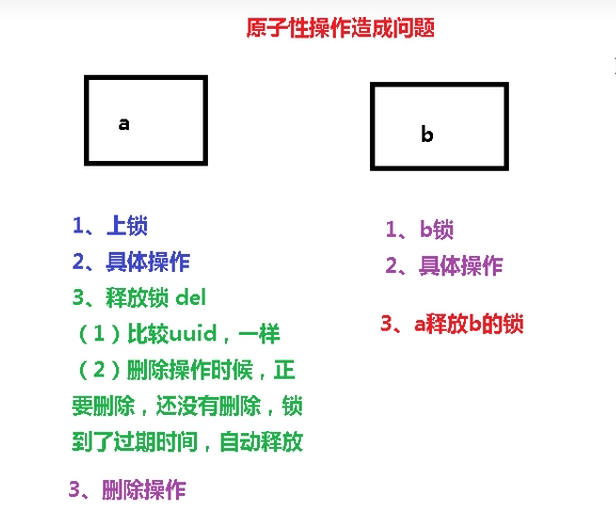 原子性操作造成问题
a
b
1、上锁
2、具体操作
3、释放锁 del
（1）比较uuid，一样
（2）删除操作时候，正
要删除，还没有删除，锁
到了过期时间，自动释放
3、删除操作
1、b锁
2、具体操作
3、a释放b的锁